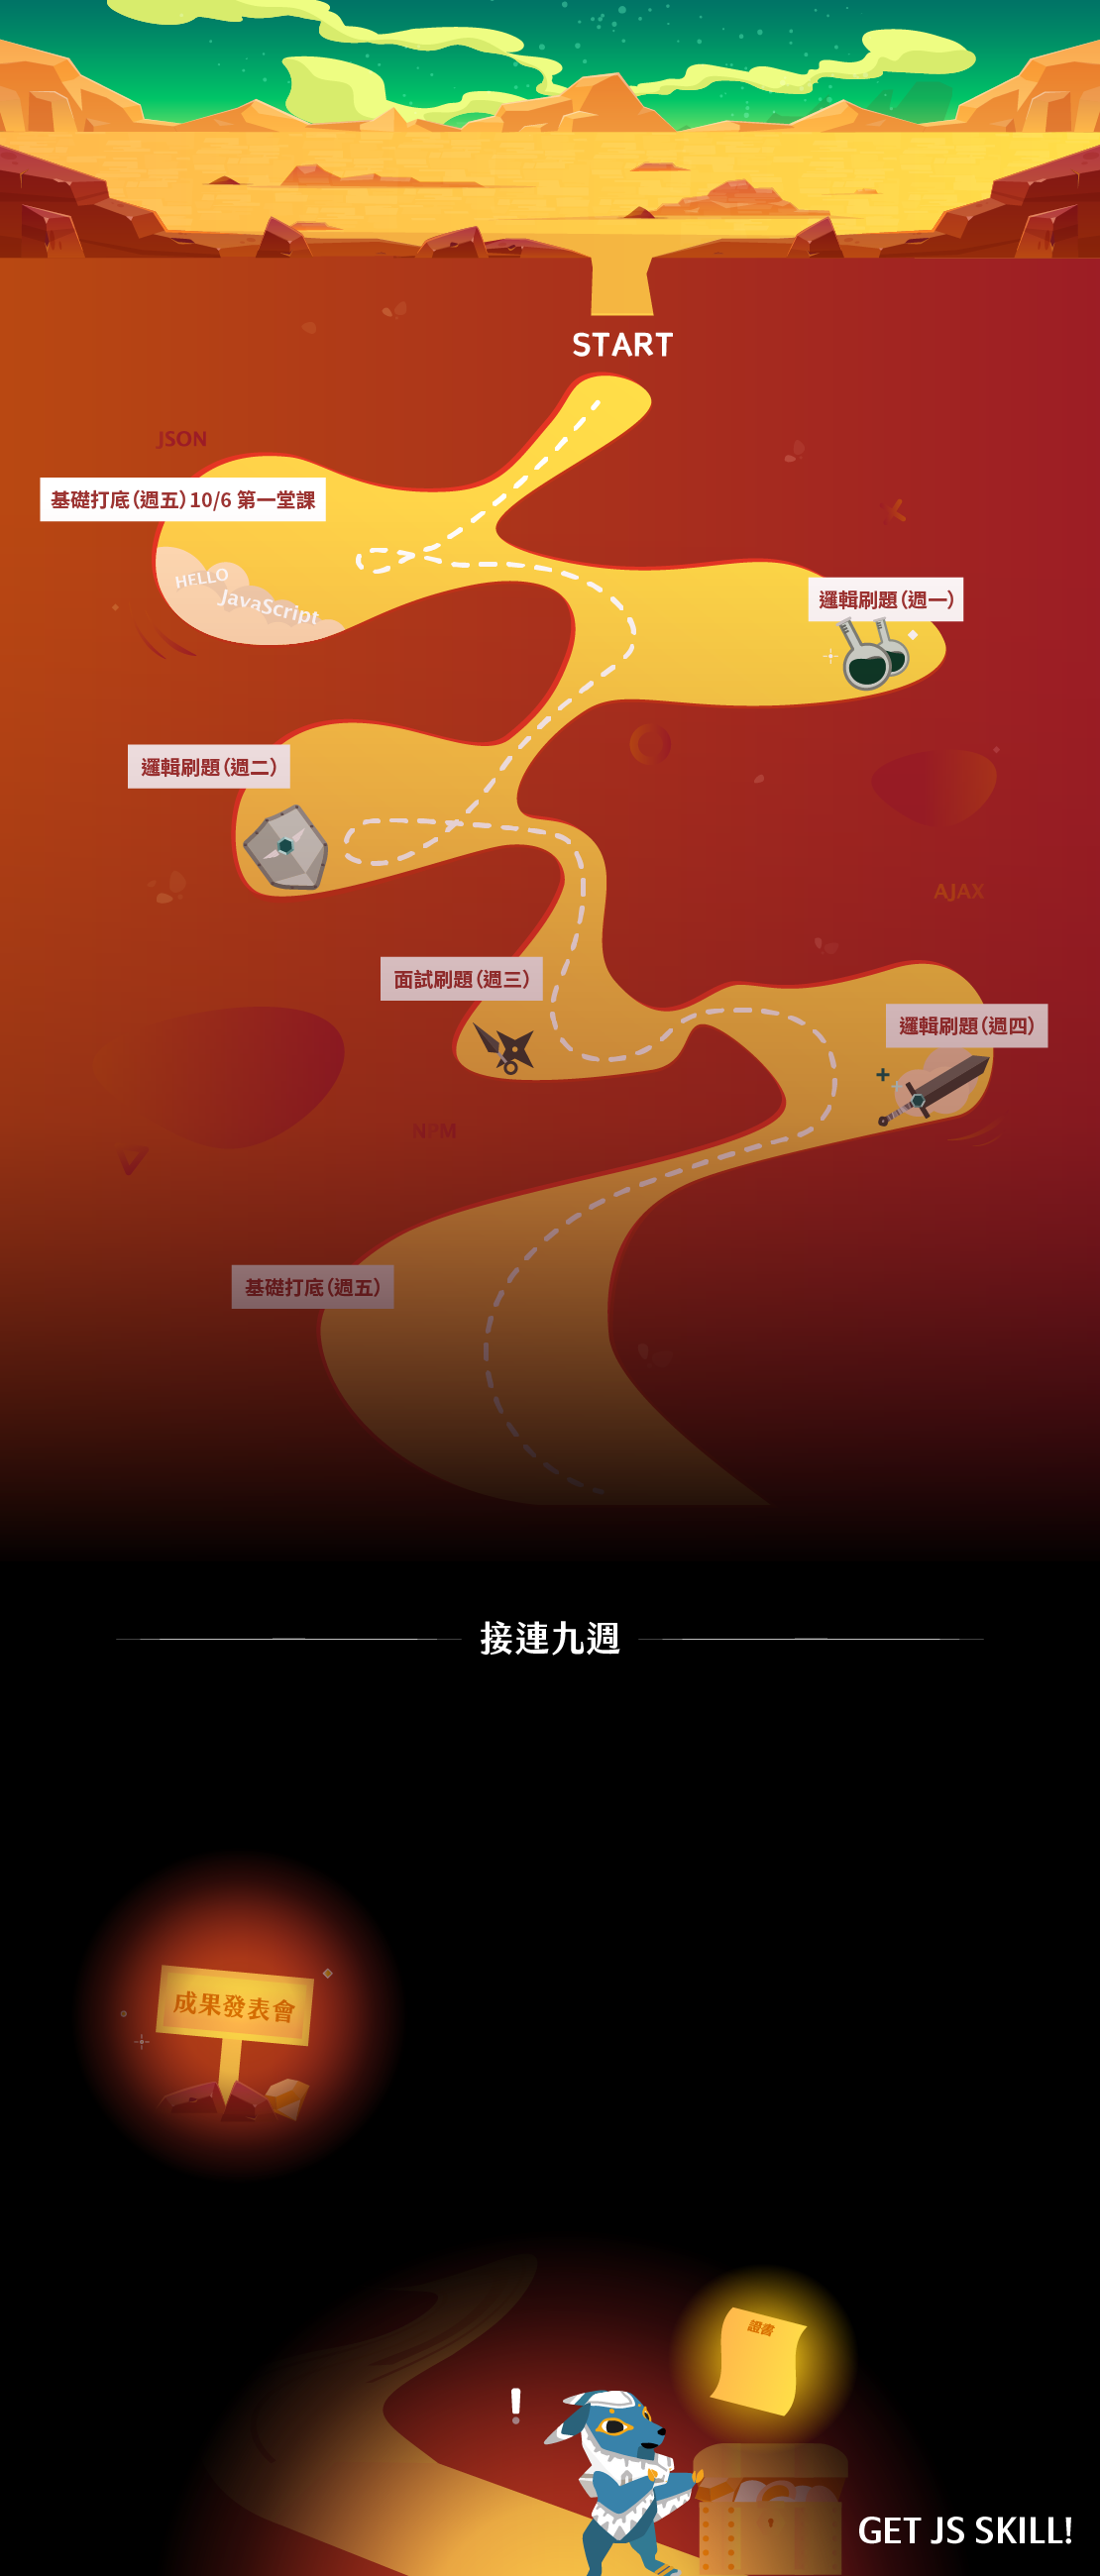 START
JSON
基礎打底(週五)10/6 第一堂課
HELLO
JavaScript
邏輯刷題(週一)
邏輯刷題(週二)
AJAX
面試刷題(週三)
邏輯刷題(週四)
NPM
基礎打底(週五)
接連九週
成果發表會
證書
!
GET JS SKILL!